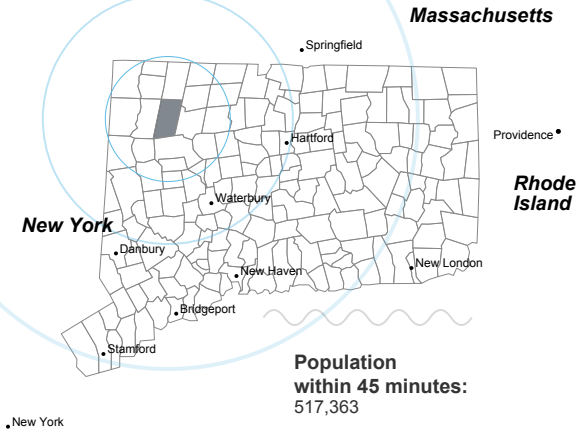 Massachusetts
Springfield
Providence
Hartford
Rhode
Island
Waterbury
New York
Danbury
New London
New Haven
Bridgeport
Stamford
Population
within 45 minutes:
517,363
New York